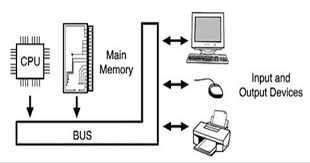 CPU
Main
Memory
Input and
Output Devices
BUS